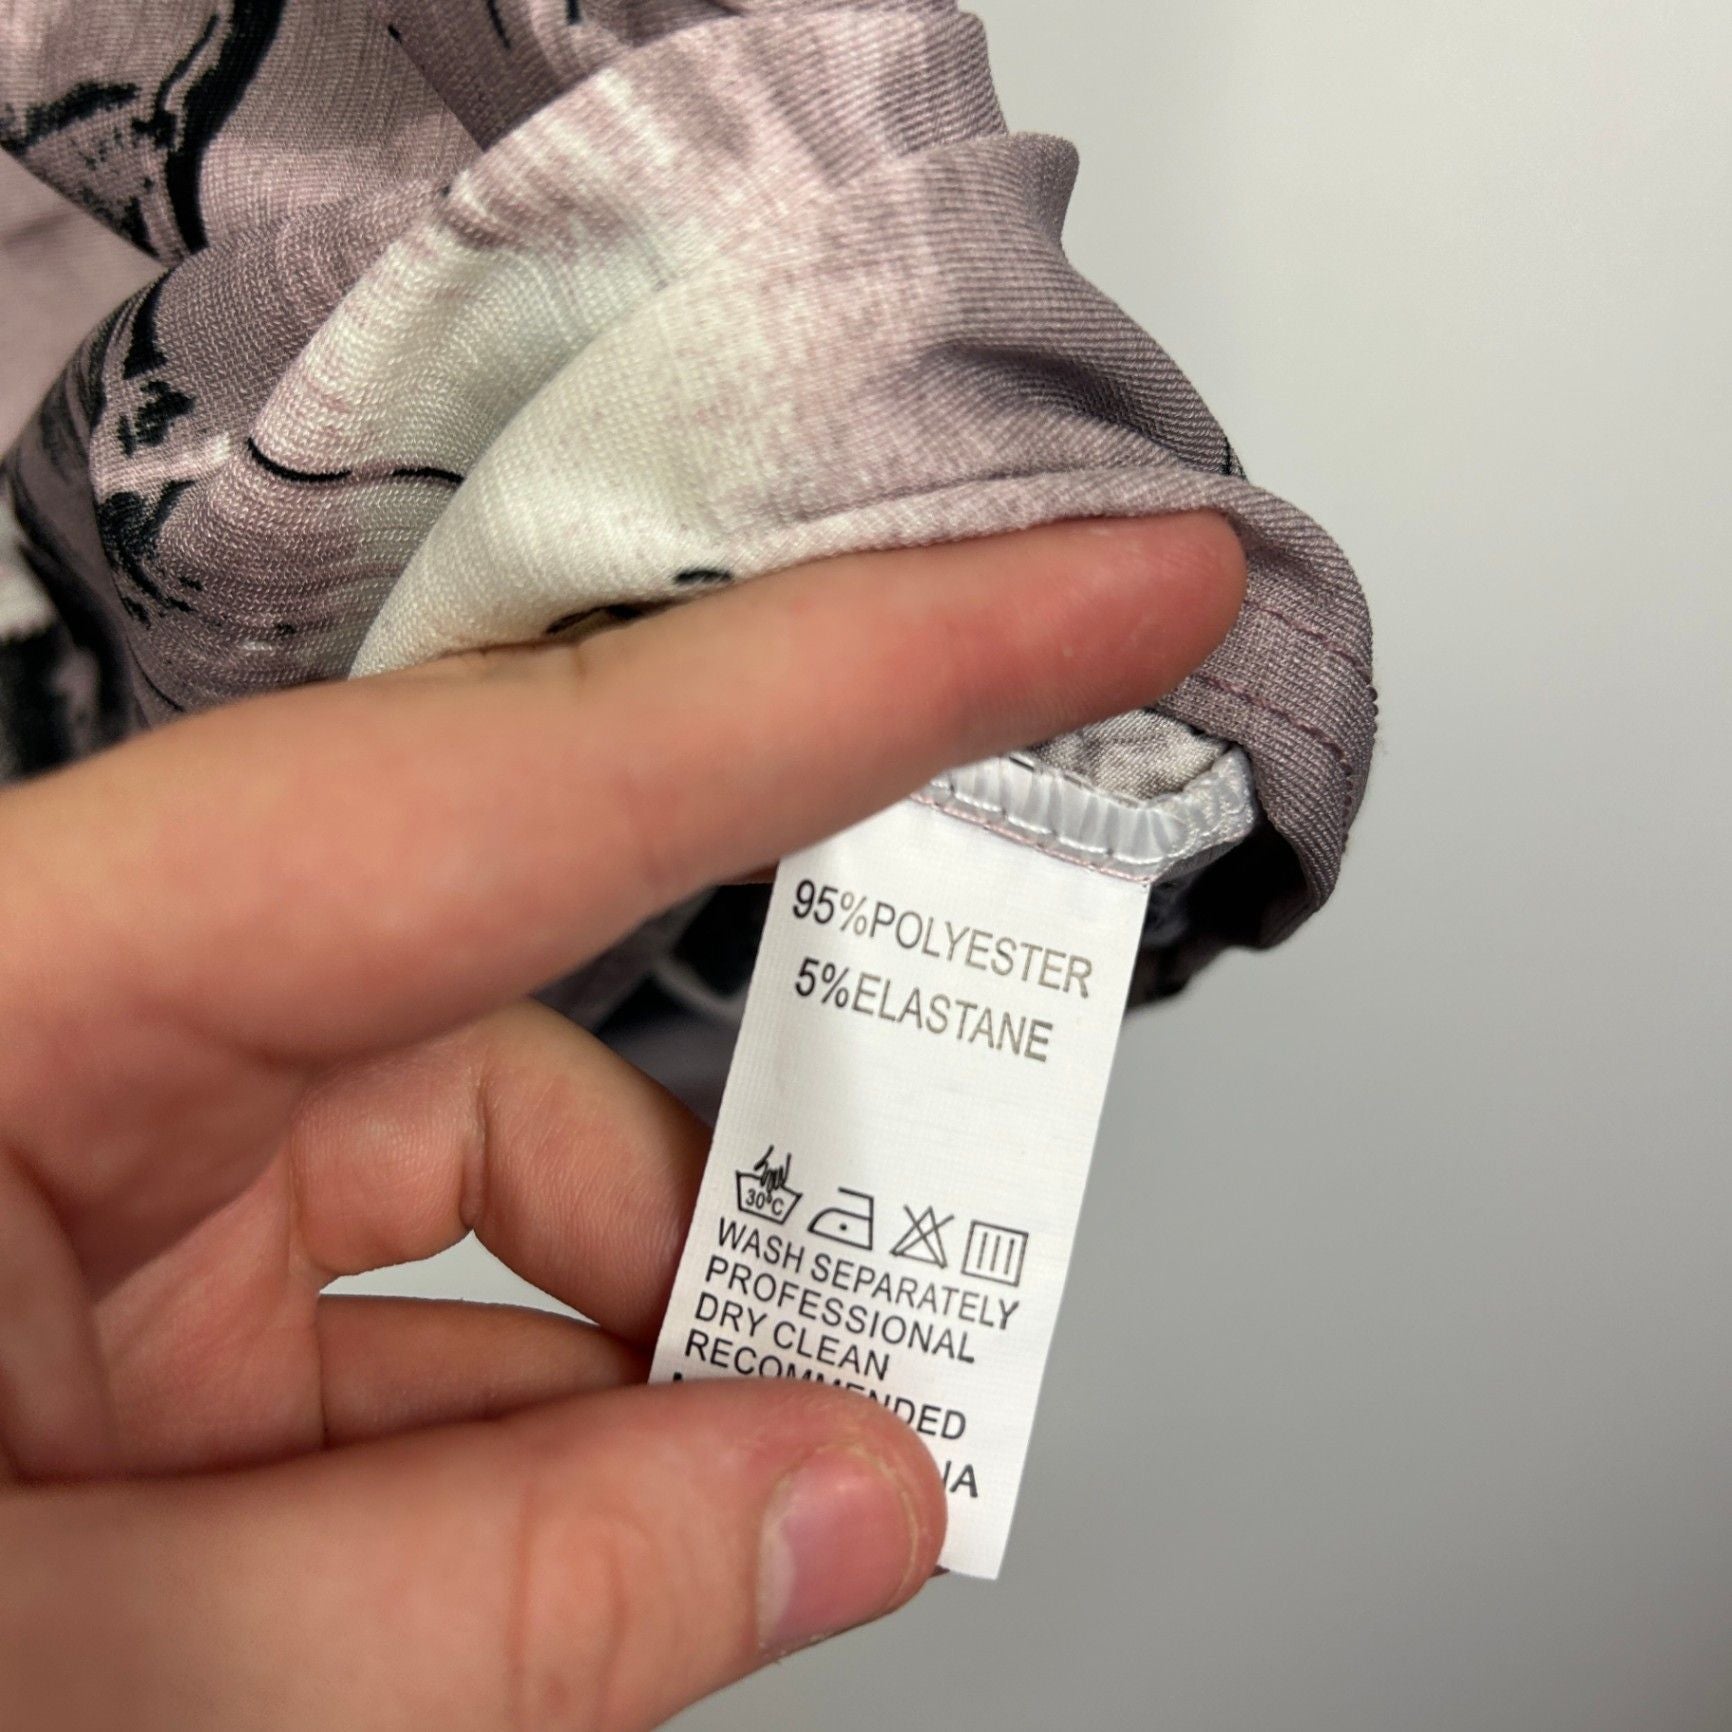 95%POLYESTER
5%ELASTANE
30°C
WASH SEPARATELY
PROFESSIONAL
DRY CLEAN
RECOMMENDED